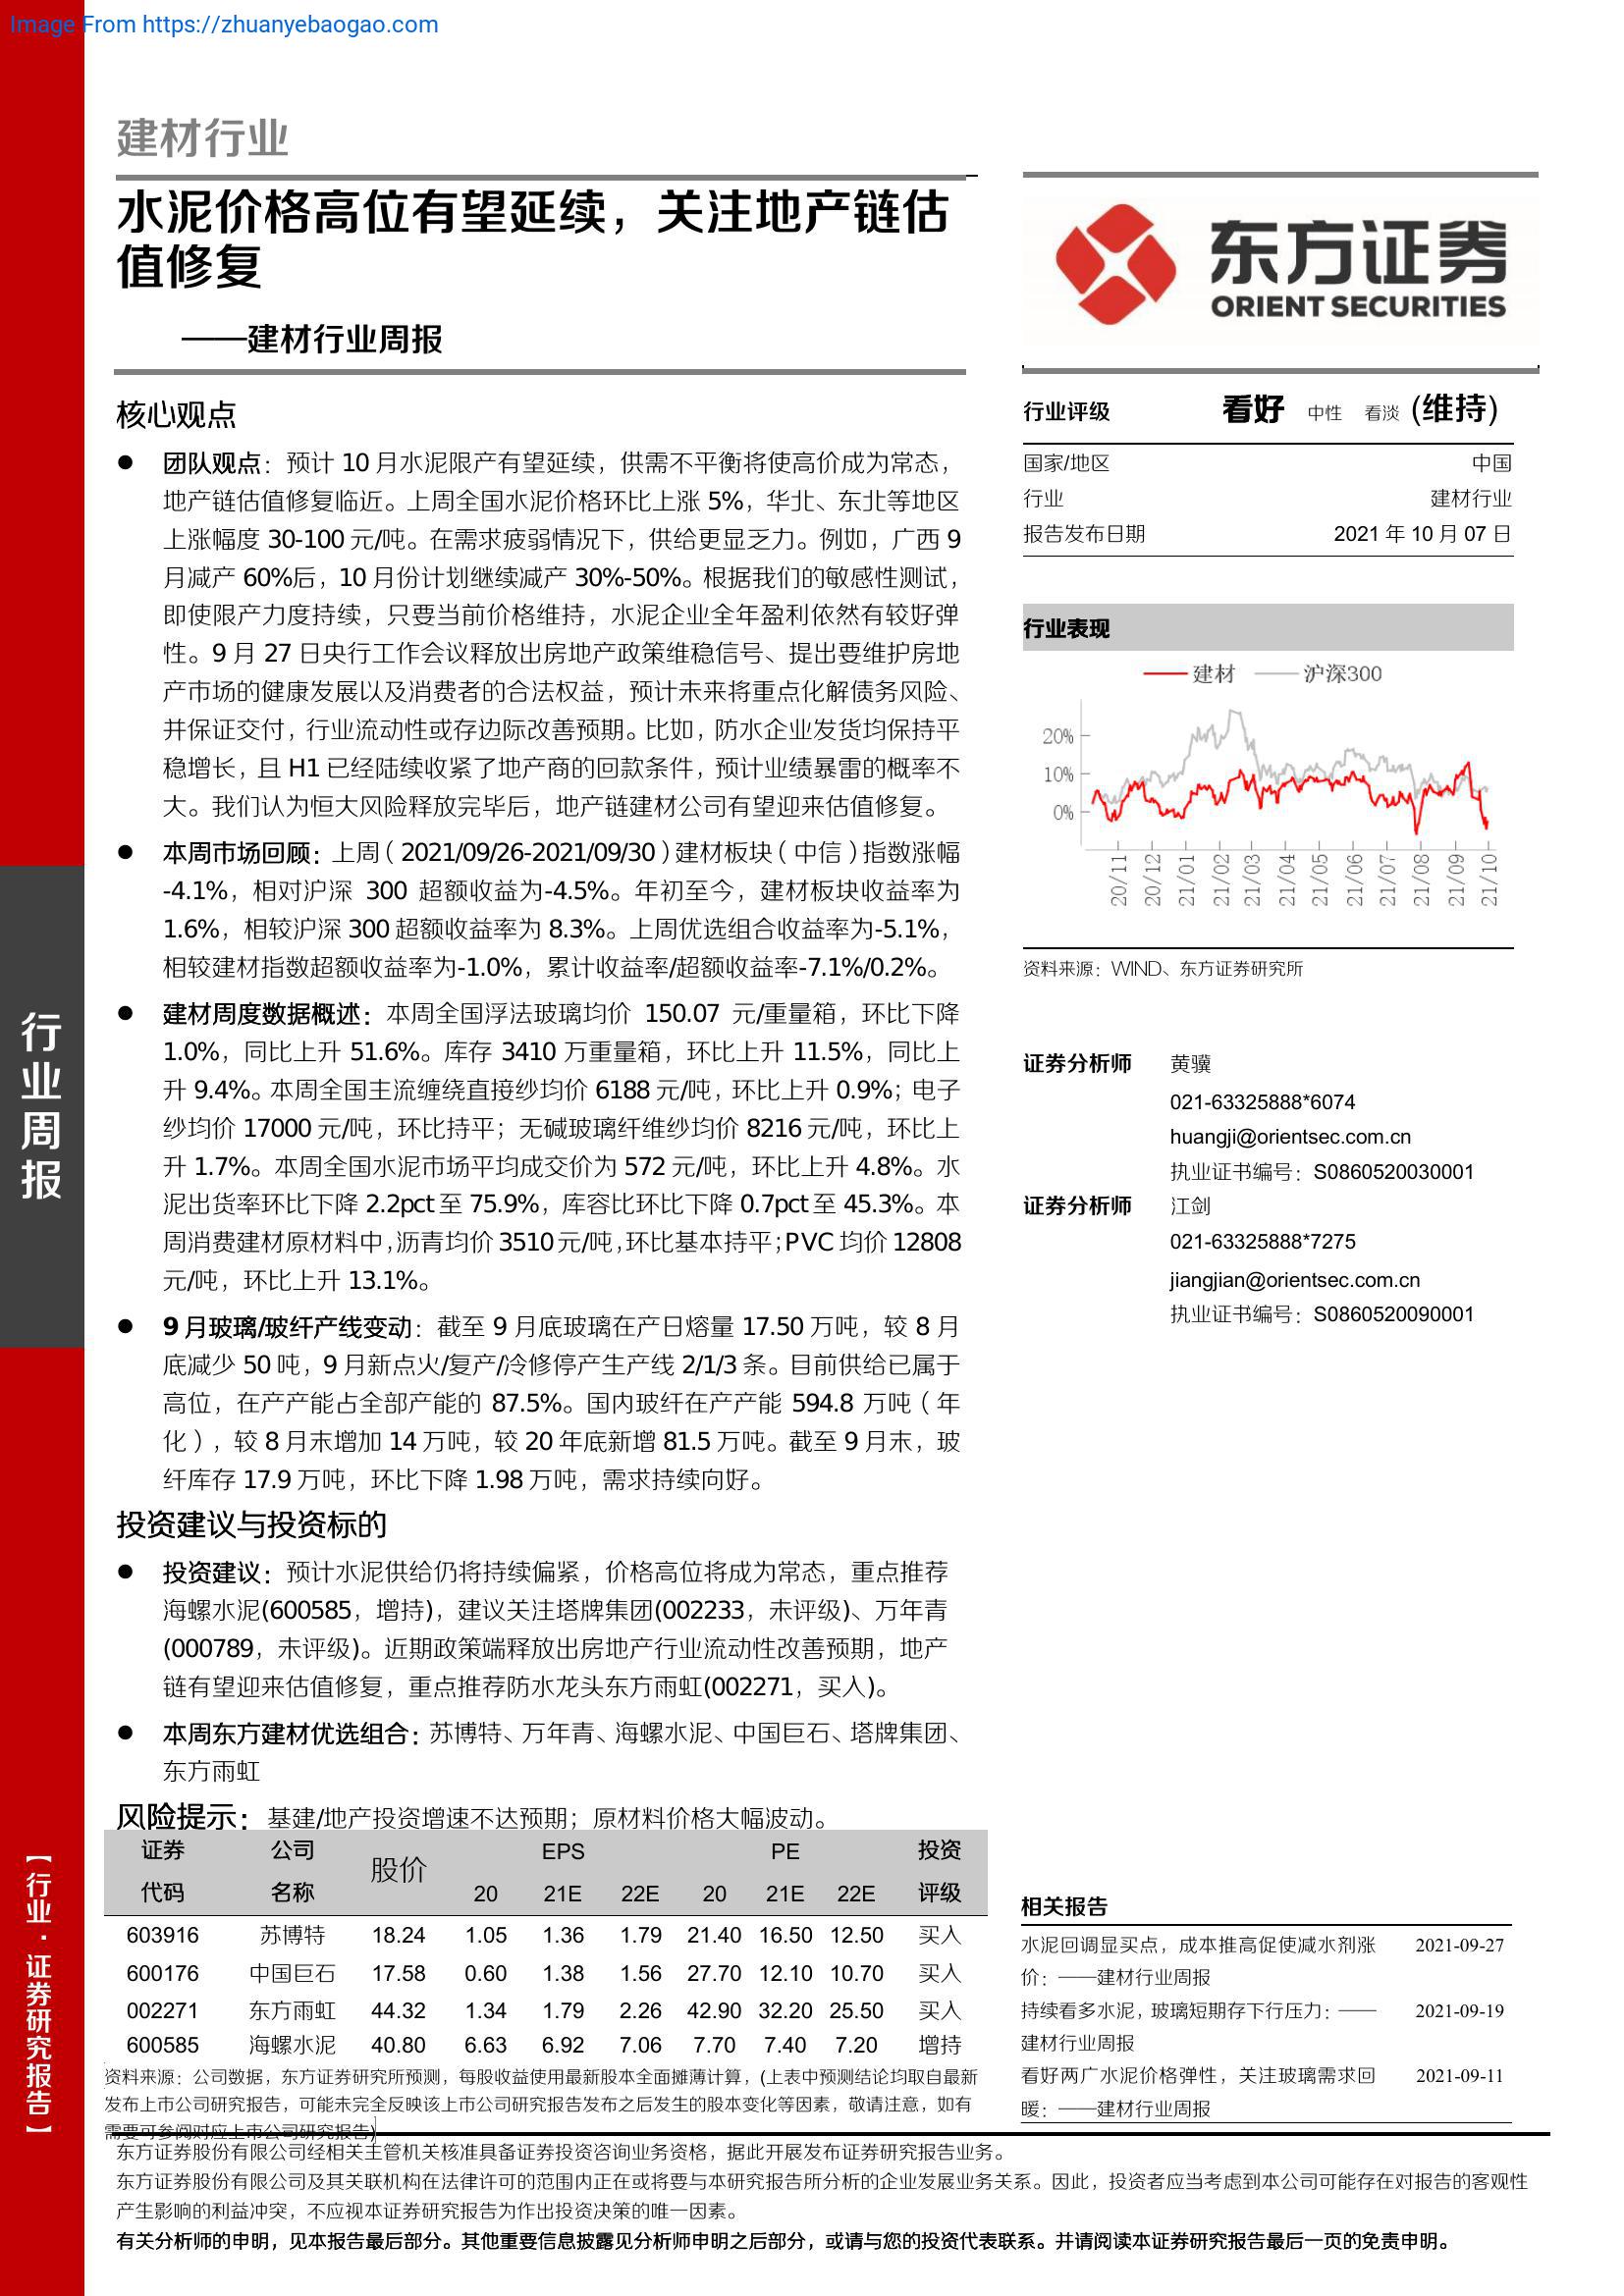 Image From https://zhuanyebaogao.com
建材行业
水泥价格高位有望延续，关注地产链估
值修复
——建材行业周报
核心观点
● 团队观点：预计 10 月水泥限产有望延续，供需不平衡将使高价成为常态，
地产链估值修复临近。上周全国水泥价格环比上涨 5%，华北、东北等地区
上涨幅度 30-100 元/吨。在需求疲弱情况下，供给更显乏力。例如，广西 9
月减产 60%后，10 月份计划继续减产 30%-50%。根据我们的敏感性测试，
即使限产力度持续，只要当前价格维持，水泥企业全年盈利依然有较好弹
性。9 月 27 日央行工作会议释放出房地产政策维稳信号、提出要维护房地
产市场的健康发展以及消费者的合法权益，预计未来将重点化解债务风险、
并保证交付，行业流动性或存边际改善预期。比如，防水企业发货均保持平
稳增长，且 H1 已经陆续收紧了地产商的回款条件，预计业绩暴雷的概率不
大。我们认为恒大风险释放完毕后，地产链建材公司有望迎来估值修复。
● 本周市场回顾：上周（2021/09/26-2021/09/30）建材板块（中信）指数涨幅
-4.1%，相对沪深 300 超额收益为-4.5%。年初至今，建材板块收益率为
1.6%，相较沪深 300 超额收益率为 8.3%。上周优选组合收益率为-5.1%，
相较建材指数超额收益率为-1.0%，累计收益率/超额收益率-7.1%/0.2%。
● 建材周度数据概述：本周全国浮法玻璃均价 150.07 元/重量箱，环比下降
1.0%，同比上升 51.6%。库存 3410 万重量箱，环比上升 11.5%，同比上
升 9.4%。本周全国主流缠绕直接纱均价 6188 元/吨，环比上升 0.9%；电子
纱均价 17000 元/吨，环比持平；无碱玻璃纤维纱均价 8216 元/吨，环比上
升 1.7%。本周全国水泥市场平均成交价为 572 元/吨，环比上升 4.8%。水
泥出货率环比下降 2.2pct 至 75.9%，库容比环比下降 0.7pct 至 45.3%。本
周消费建材原材料中，沥青均价 3510 元/吨，环比基本持平；PVC 均价 12808
元/吨，环比上升 13.1%。
● 9 月玻璃/玻纤产线变动：截至 9 月底玻璃在产日熔量 17.50 万吨，较 8 月
底减少 50 吨，9 月新点火/复产/冷修停产生产线 2/1/3 条。目前供给已属于
高位，在产产能占全部产能的 87.5%。国内玻纤在产产能 594.8 万吨（年
化），较 8 月末增加 14 万吨，较 20 年底新增 81.5 万吨。截至 9 月末，玻
纤库存 17.9 万吨，环比下降 1.98 万吨，需求持续向好。
投资建议与投资标的
● 投资建议：预计水泥供给仍将持续偏紧，价格高位将成为常态，重点推荐
海螺水泥(600585，增持)，建议关注塔牌集团(002233，未评级)、万年青
(000789，未评级)。近期政策端释放出房地产行业流动性改善预期，地产
链有望迎来估值修复，重点推荐防水龙头东方雨虹(002271，买入)。
● 本周东方建材优选组合：苏博特、万年青、海螺水泥、中国巨石、塔牌集团、
东方雨虹
风险提示：基建/地产投资增速不达预期；原材料价格大幅波动。
证券 公司 股价 EPS PE 投资
代码 名称 20 21E 22E 20 21E 22E 评级
603916 苏博特 18.24 1.05 1.36 1.79 21.40 16.50 12.50 买入
600176 中国巨石 17.58 0.60 1.38 1.56 27.70 12.10 10.70 买入
002271 东方雨虹 44.32 1.34 1.79 2.26 42.90 32.20 25.50 买入
600585 海螺水泥 40.80 6.63 6.92 7.06 7.70 7.40 7.20 增持
资料来源：公司数据，东方证券研究所预测，每股收益使用最新股本全面摊薄计算，(上表中预测结论均取自最新
发布上市公司研究报告，可能未完全反映该上市公司研究报告发布之后发生的股本变化等因素，敬请注意，如有
需要可参阅对应上市公司研究报告)
东方证券
ORIENT SECURITIES
行业评级 看好 中性 看淡 (维持)
国家/地区 中国
行业 建材行业
报告发布日期 2021 年 10 月 07 日
行业表现
建材 沪深300
20%
10%
0%
20/11 20/12 21/01 21/02 21/03 21/04 21/05 21/06 21/07 21/08 21/09 21/10
资料来源：WIND、东方证券研究所
证券分析师 黄骥
021-63325888*6074
huangji@orientsec.com.cn
执业证书编号：S0860520030001
证券分析师 江剑
021-63325888*7275
jiangjian@orientsec.com.cn
执业证书编号：S0860520090001
相关报告
水泥回调显买点，成本推高促使减水剂涨 2021-09-27
价：——建材行业周报
持续看多水泥，玻璃短期存下行压力：—— 2021-09-19
建材行业周报
看好两广水泥价格弹性，关注玻璃需求回 2021-09-11
暖：——建材行业周报
行业周报
【行业·证券研究报告】
东方证券股份有限公司经相关主管机关核准具备证券投资咨询业务资格，据此开展发布证券研究报告业务。
东方证券股份有限公司及其关联机构在法律许可的范围内正在或将要与本研究报告所分析的企业发展业务关系。因此，投资者应当考虑到本公司可能存在对报告的客观性
产生影响的利益冲突，不应视本证券研究报告为作出投资决策的唯一因素。
有关分析师的申明，见本报告最后部分。其他重要信息披露见分析师申明之后部分，或请与您的投资代表联系。并请阅读本证券研究报告最后一页的免责申明。